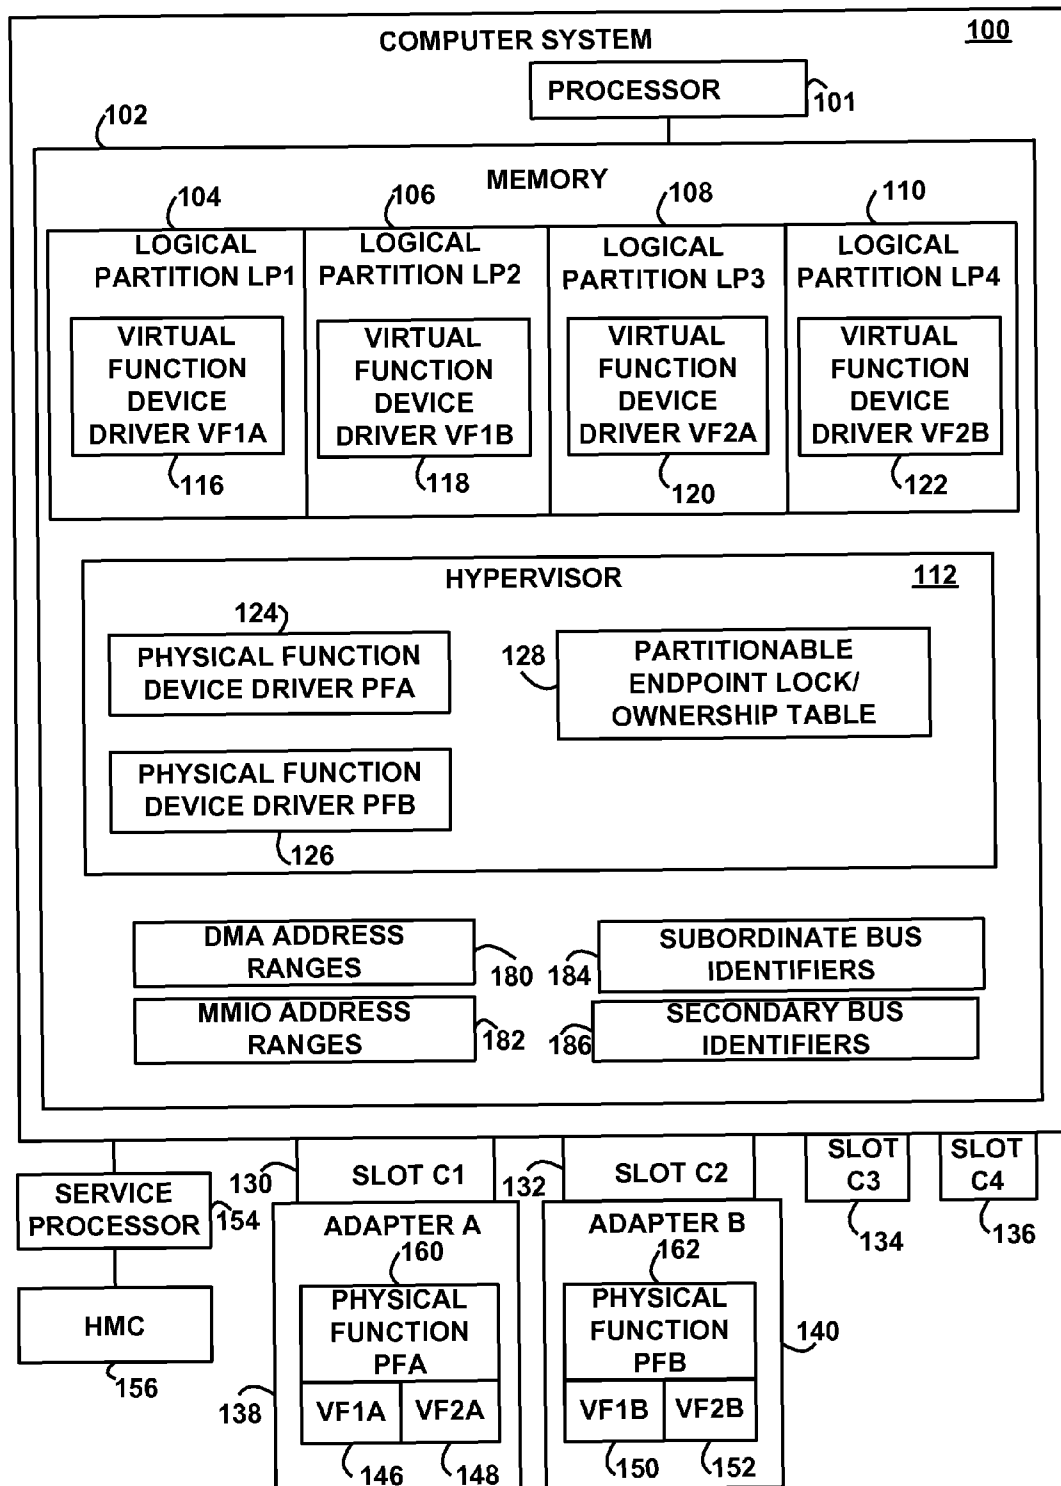 COMPUTER SYSTEM
100
PROCESSOR
101
102
MEMORY
104
106
108
110
LOGICAL
PARTITION LP1
LOGICAL
PARTITION LP2
LOGICAL
PARTITION LP3
LOGICAL
PARTITION LP4
VIRTUAL
FUNCTION
DEVICE
DRIVER VF1A
VIRTUAL
FUNCTION
DEVICE
DRIVER VF1B
VIRTUAL
FUNCTION
DEVICE
DRIVER VF2A
VIRTUAL
FUNCTION
DEVICE
DRIVER VF2B
116
118
120
122
HYPERVISOR
112
124
PHYSICAL FUNCTION
DEVICE DRIVER PFA
128
PARTITIONABLE
ENDPOINT LOCK/
OWNERSHIP TABLE
PHYSICAL FUNCTION
DEVICE DRIVER PFB
126
DMA ADDRESS
RANGES
180
184
SUBORDINATE BUS
IDENTIFIERS
MMIO ADDRESS
RANGES
182
186
SECONDARY BUS
IDENTIFIERS
130
SLOT C1
132
SLOT C2
SLOT
C3
SLOT
C4
134
136
SERVICE
PROCESSOR
154
HMC
156
ADAPTER A
160
PHYSICAL
FUNCTION
PFA
138
VF1A
VF2A
146
148
ADAPTER B
162
PHYSICAL
FUNCTION
PFB
140
VF1B
VF2B
150
152